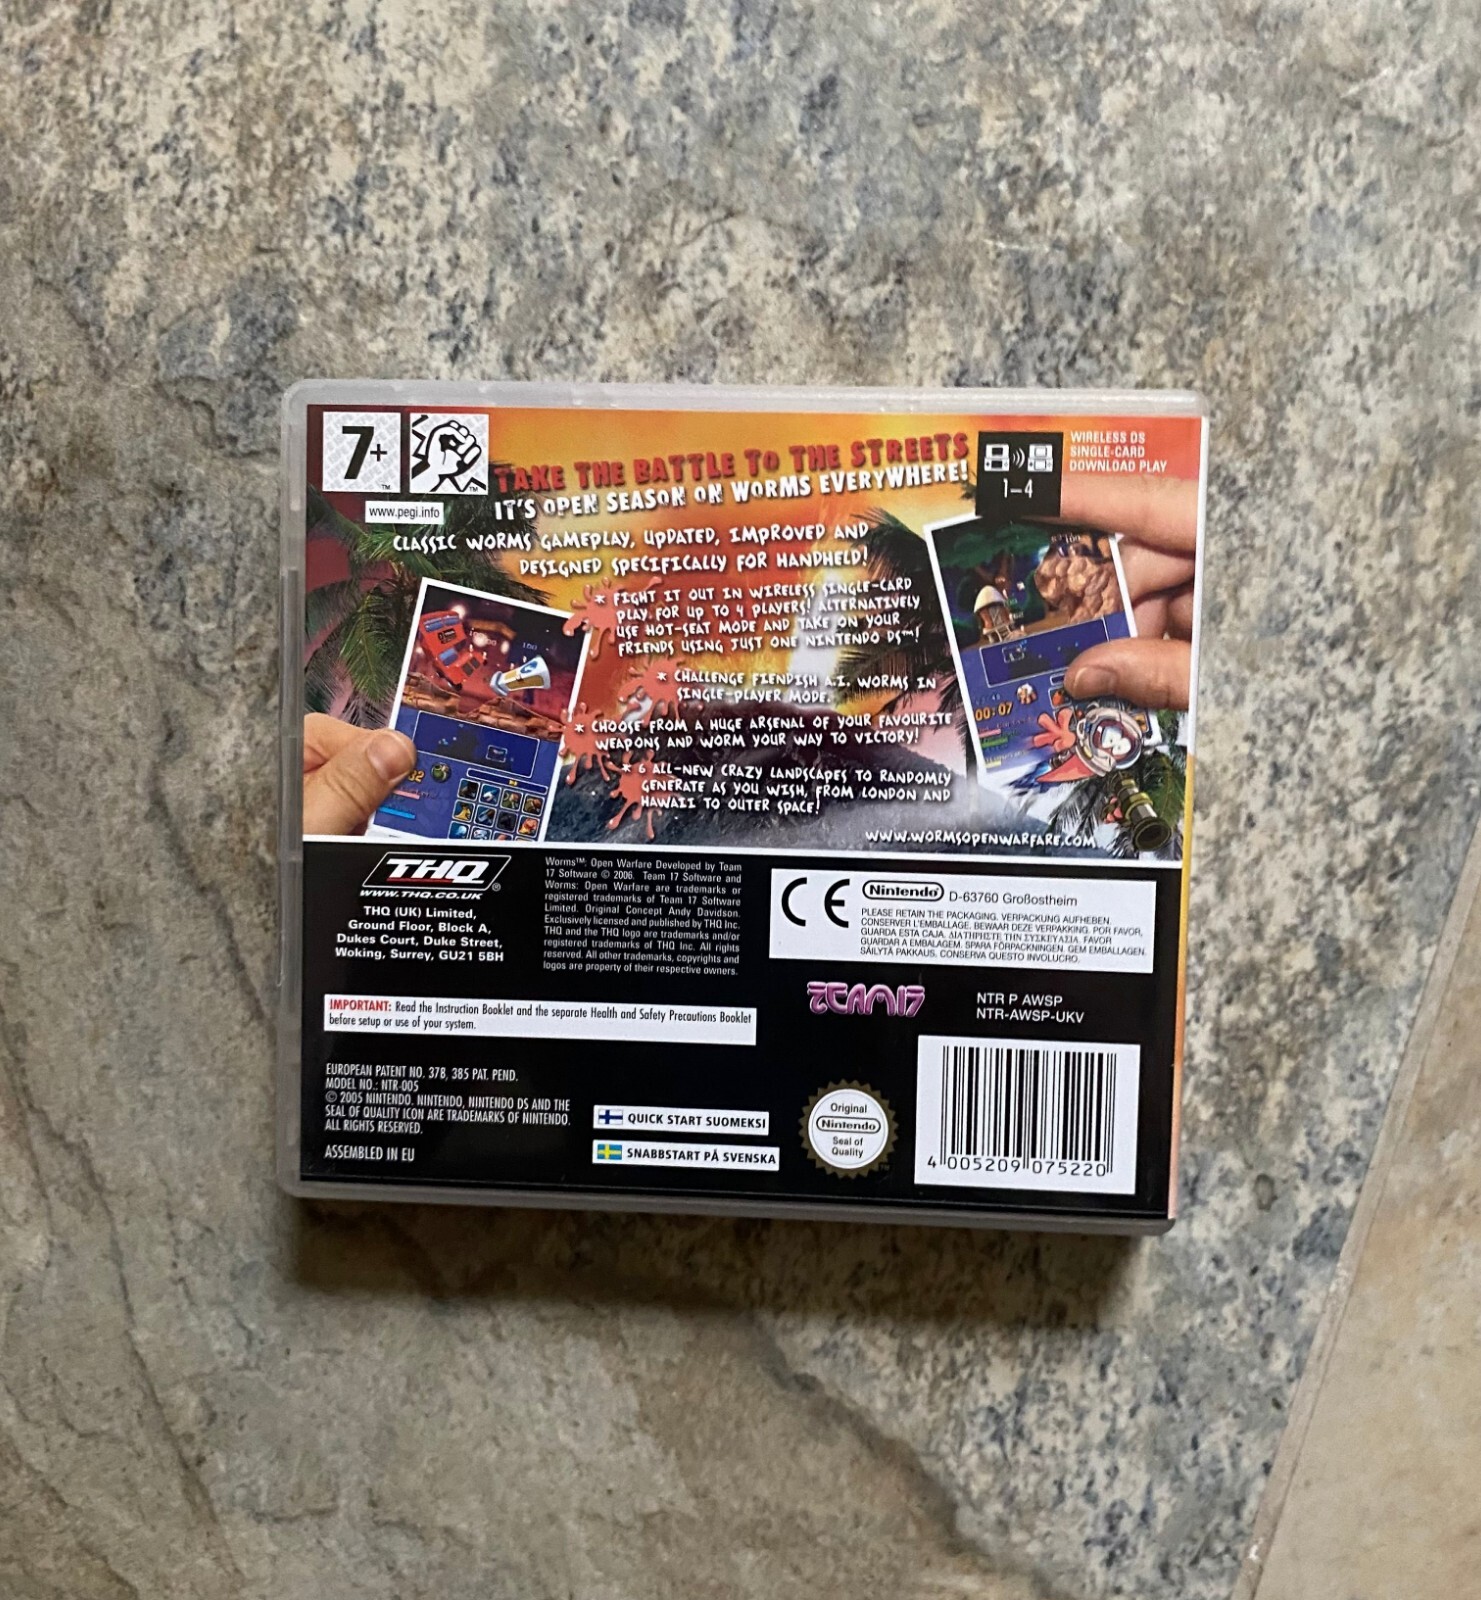 7+
www.pegi.info
TAKE THE BATTLE TO THE STREETS
IT'S OPEN SEASON ON WORMS EVERYWHERE!
1-4
WIRELESS DS
SINGLE-CARD
DOWNLOAD PLAY
CLASSIC WORMS GAMEPLAY, UPDATED, IMPROVED AND
DESIGNED SPECIFICALLY FOR HANDHELD!
* FIGHT IT OUT IN WIRELESS SINGLE-CARD
PLAY FOR UP TO 4 PLAYERS! ALTERNATIVELY
USE HOT-SEAT MODE AND TAKE ON YOUR
FRIENDS USING JUST ONE NINTENDO DS™!
* CHALLENGE FIENDISH A.I. WORMS IN
SINGLE-PLAYER MODE.
* CHOOSE FROM A HUGE ARSENAL OF YOUR FAVOURITE
WEAPONS AND WORM YOUR WAY TO VICTORY!
* 6 ALL-NEW CRAZY LANDSCAPES TO RANDOMLY
GENERATE AS YOU WISH, FROM LONDON AND
HAWAII TO OUTER SPACE!
00:07
WWW.WORMSOPENWARFARE.COM
THQ®
WWW.THQ.CO.UK
THQ (UK) Limited,
Ground Floor, Block A,
Dukes Court, Duke Street,
Woking, Surrey, GU21 5BH
Worms™: Open Warfare Developed by Team
17 Software © 2006. Team 17 Software and
Worms: Open Warfare are trademarks or
registered trademarks of Team 17 Software
Limited. Original Concept Andy Davidson.
Exclusively licensed and published by THQ Inc.
THQ and the THQ logo are trademarks and/or
registered trademarks of THQ Inc. All rights
reserved. All other trademarks, copyrights and
logos are property of their respective owners.
CE Nintendo D-63760 Großostheim
PLEASE RETAIN THE PACKAGING. VERPACKUNG AUFHEBEN.
CONSERVER L'EMBALLAGE. BEWAAR DEZE VERPAKKING. POR FAVOR,
GUARDA ESTA CAJA. ΔΙΑΤΗΡΕΙΤΕ ΤΗΝ ΣΥΣΚΕΥΑΣΙΑ. FAVOR
GUARDAR A EMBALAGEM. SPARA FÖRPACKNINGEN. GEM EMBALLAGEN.
SÄILYTÄ PAKKAUS. CONSERVA QUESTO INVOLUCRO.
TEAM17
NTR P AWSP
NTR-AWSP-UKV
IMPORTANT: Read the Instruction Booklet and the separate Health and Safety Precautions Booklet
before setup or use of your system.
EUROPEAN PATENT NO. 378, 385 PAT. PEND.
MODEL NO.: NTR-005
© 2005 NINTENDO. NINTENDO, NINTENDO DS AND THE
SEAL OF QUALITY ICON ARE TRADEMARKS OF NINTENDO.
ALL RIGHTS RESERVED.
ASSEMBLED IN EU
QUICK START SUOMEKSI
SNABBSTART PÅ SVENSKA
Original
Nintendo
Seal of
Quality
4 005209 075220